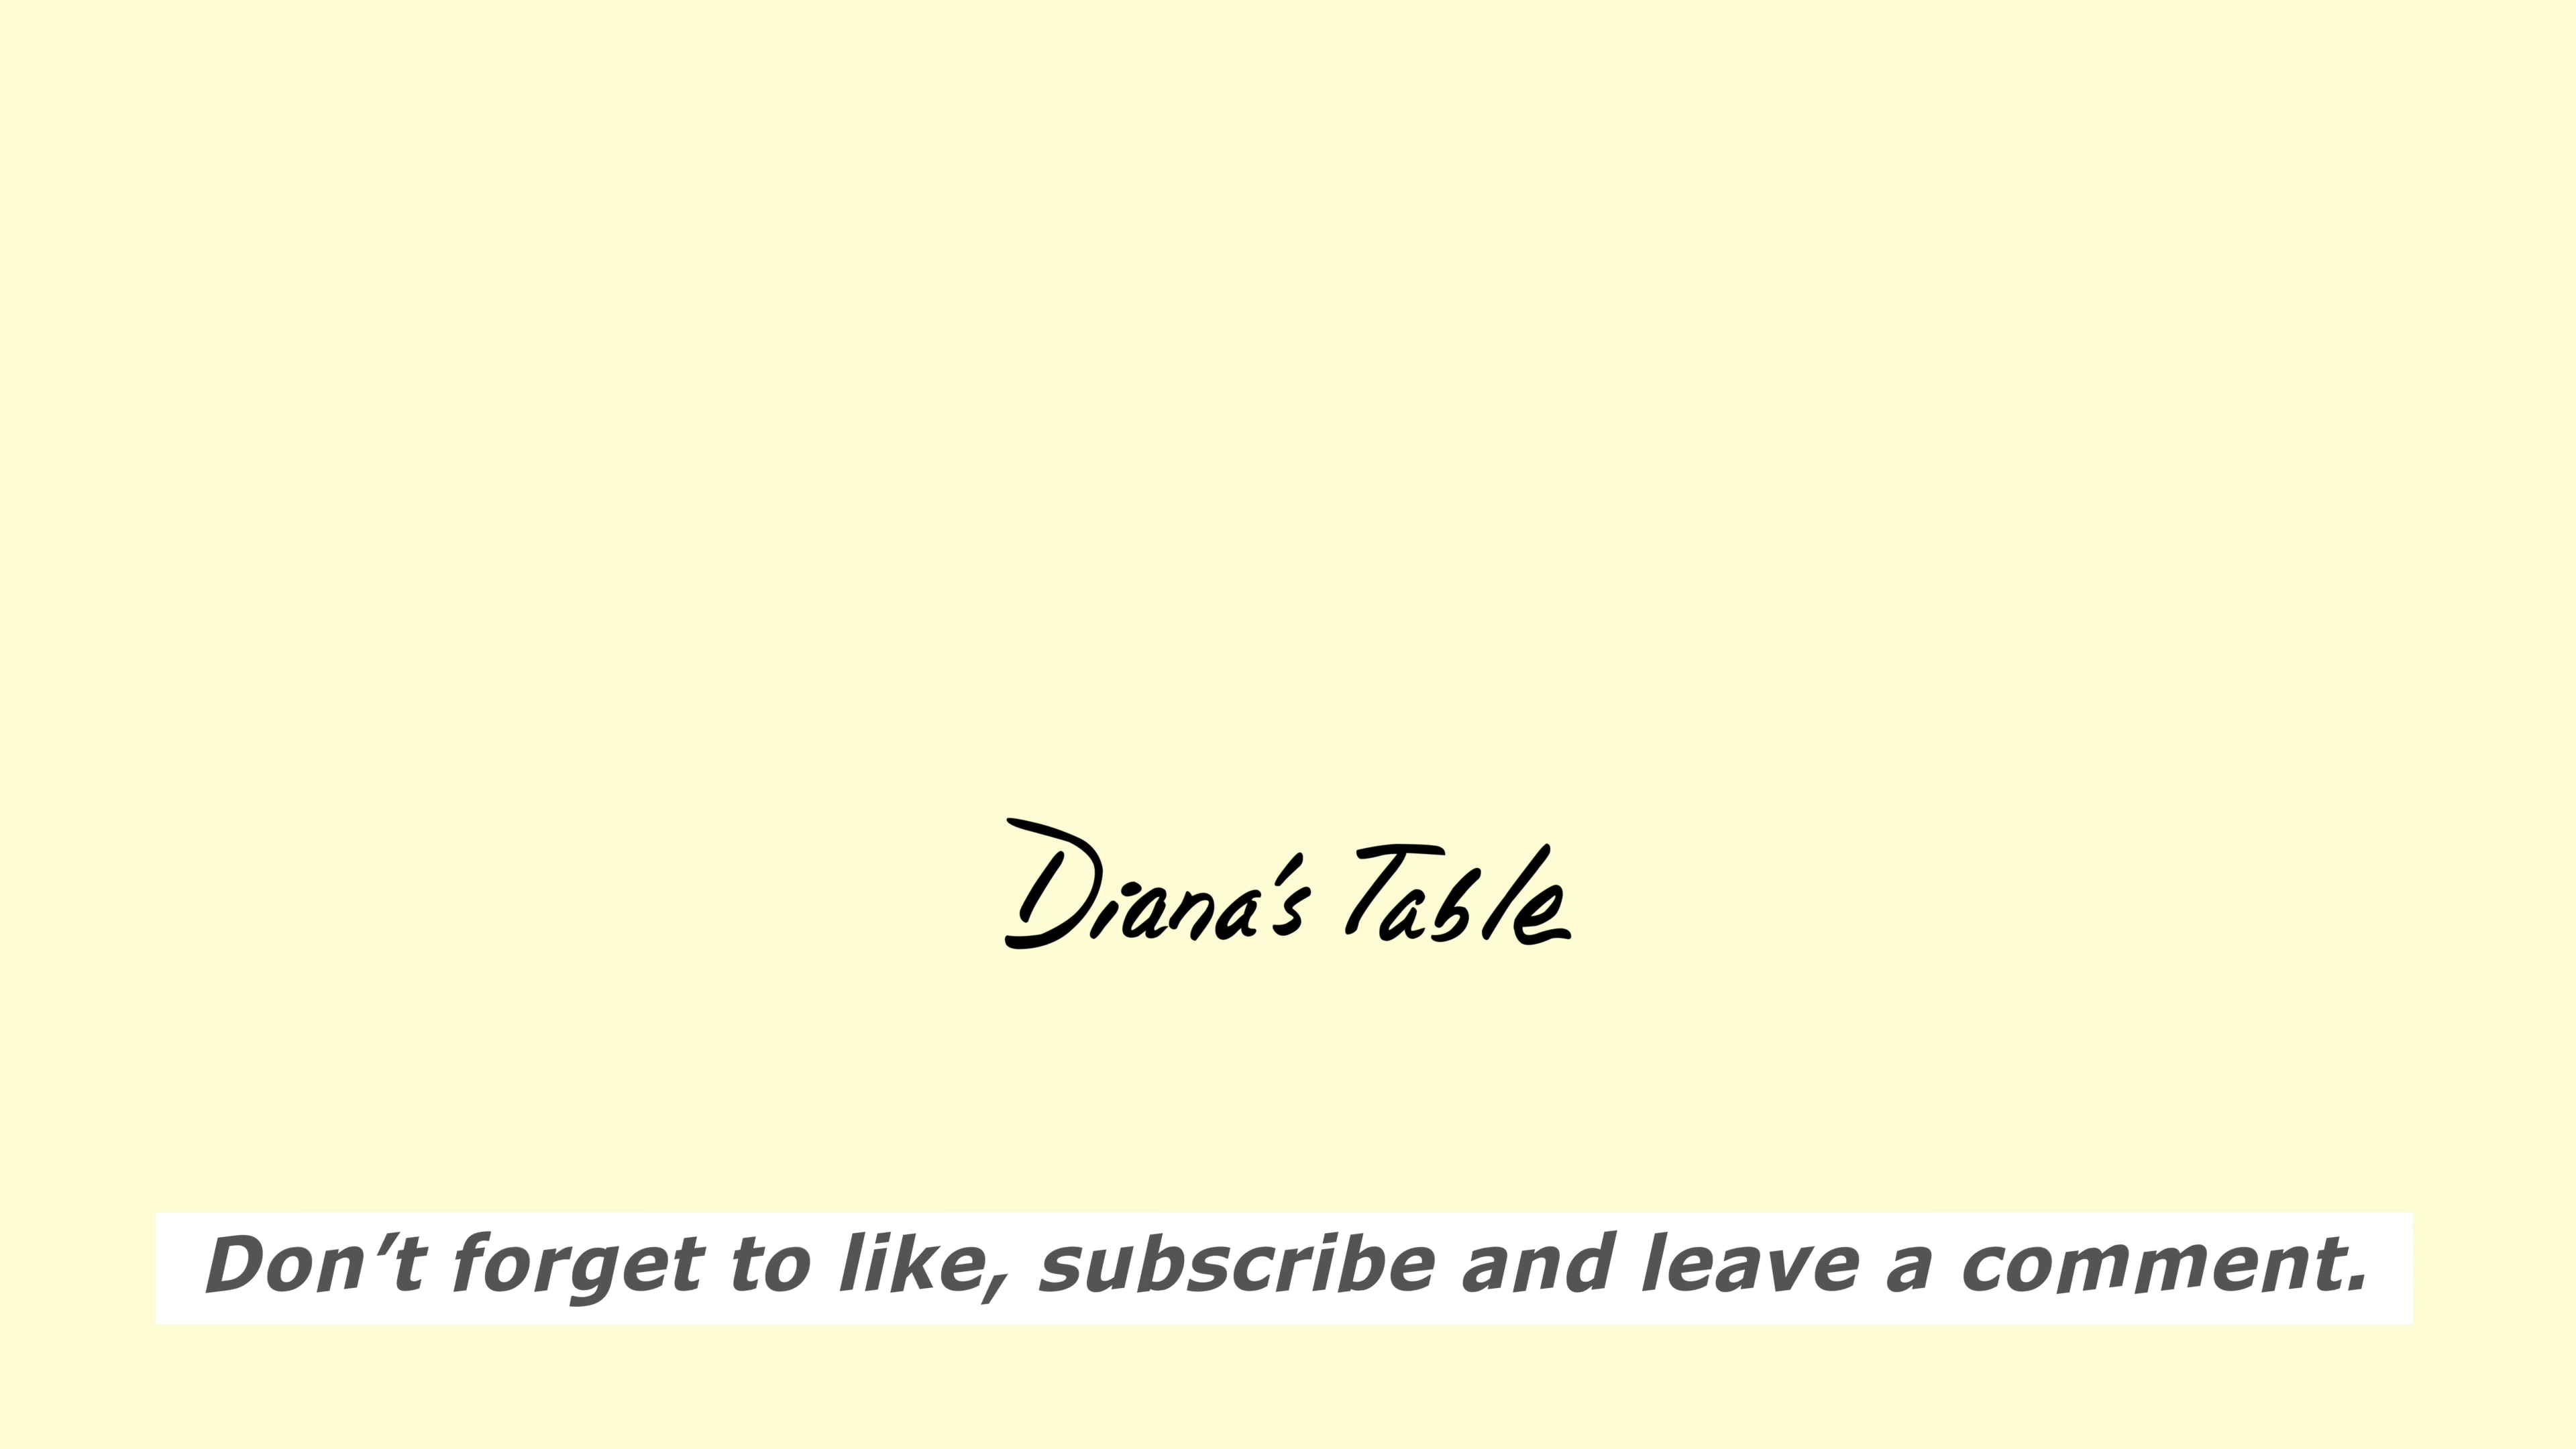 Diana's Table
Don’t forget to like, subscribe and leave a comment.